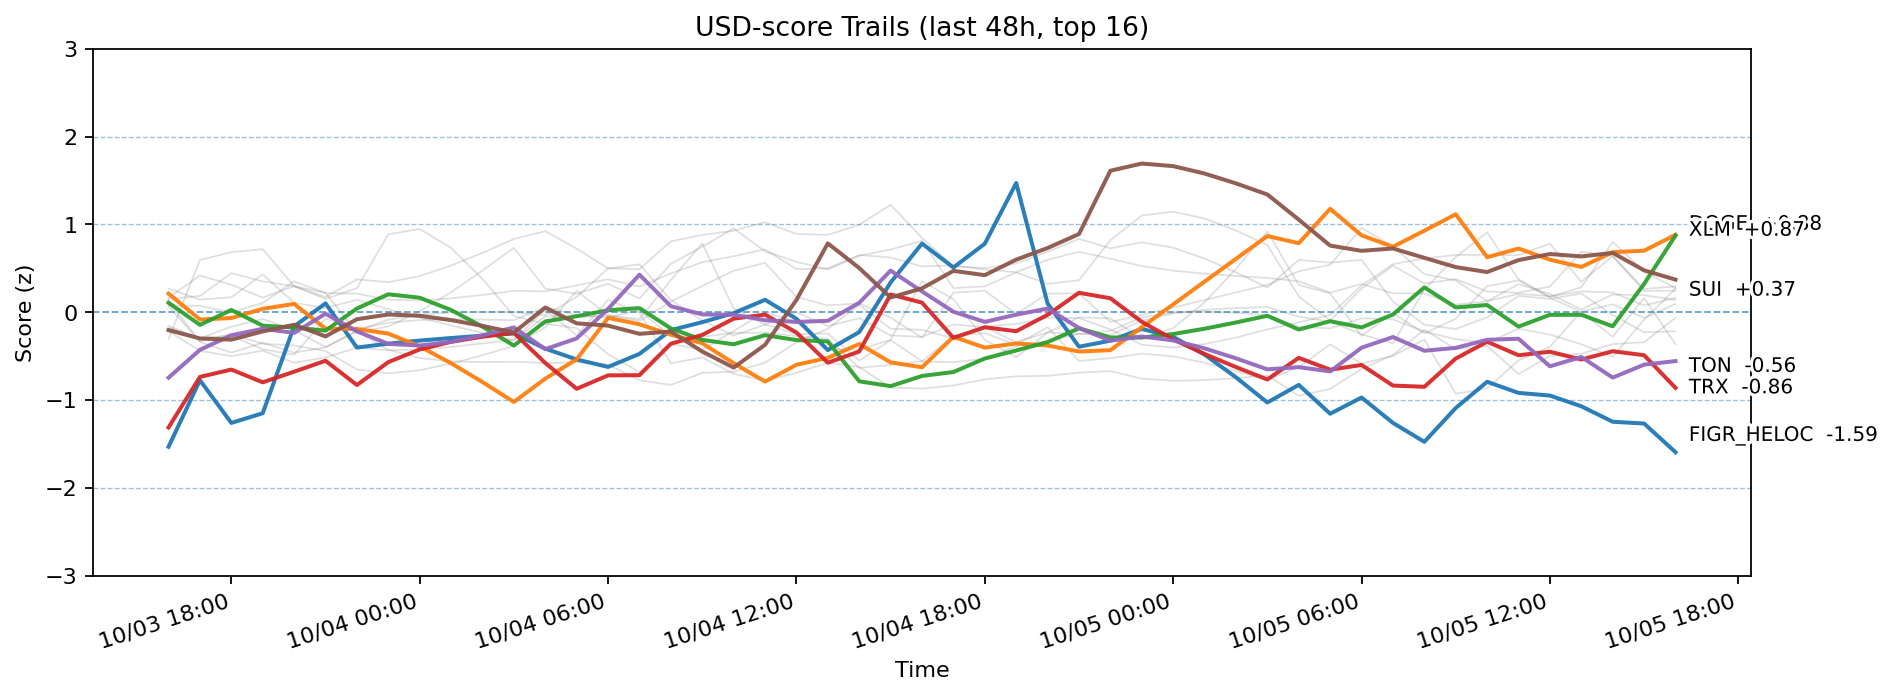 USD-score Trails (last 48h, top 16)
Score (z)
3
2
1
0
−1
−2
−3
XLM +0.87
SUI +0.37
TON -0.56
TRX -0.86
FIGR_HELOC -1.59
10/03 18:00
10/04 00:00
10/04 06:00
10/04 12:00
10/04 18:00
10/05 00:00
10/05 06:00
10/05 12:00
10/05 18:00
Time